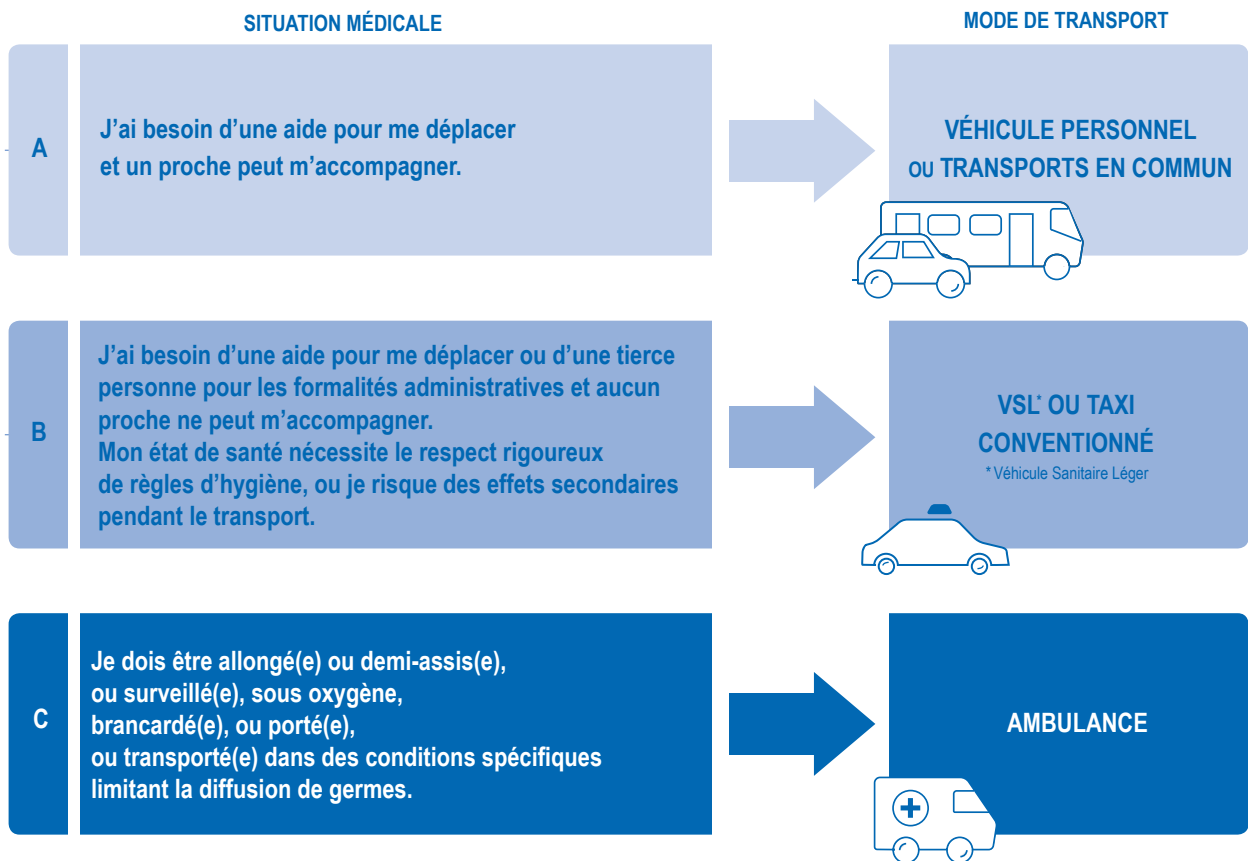 SITUATION MÉDICALE
MODE DE TRANSPORT
A
J’ai besoin d’une aide pour me déplacer
et un proche peut m’accompagner.
VÉHICULE PERSONNEL
OU TRANSPORTS EN COMMUN
B
J’ai besoin d’une aide pour me déplacer ou d’une tierce
personne pour les formalités administratives et aucun
proche ne peut m’accompagner.
Mon état de santé nécessite le respect rigoureux
de règles d’hygiène, ou je risque des effets secondaires
pendant le transport.
VSL* OU TAXI
CONVENTIONNÉ
* Véhicule Sanitaire Léger
C
Je dois être allongé(e) ou demi-assis(e),
ou surveillé(e), sous oxygène,
brancardé(e), ou porté(e),
ou transporté(e) dans des conditions spécifiques
limitant la diffusion de germes.
AMBULANCE